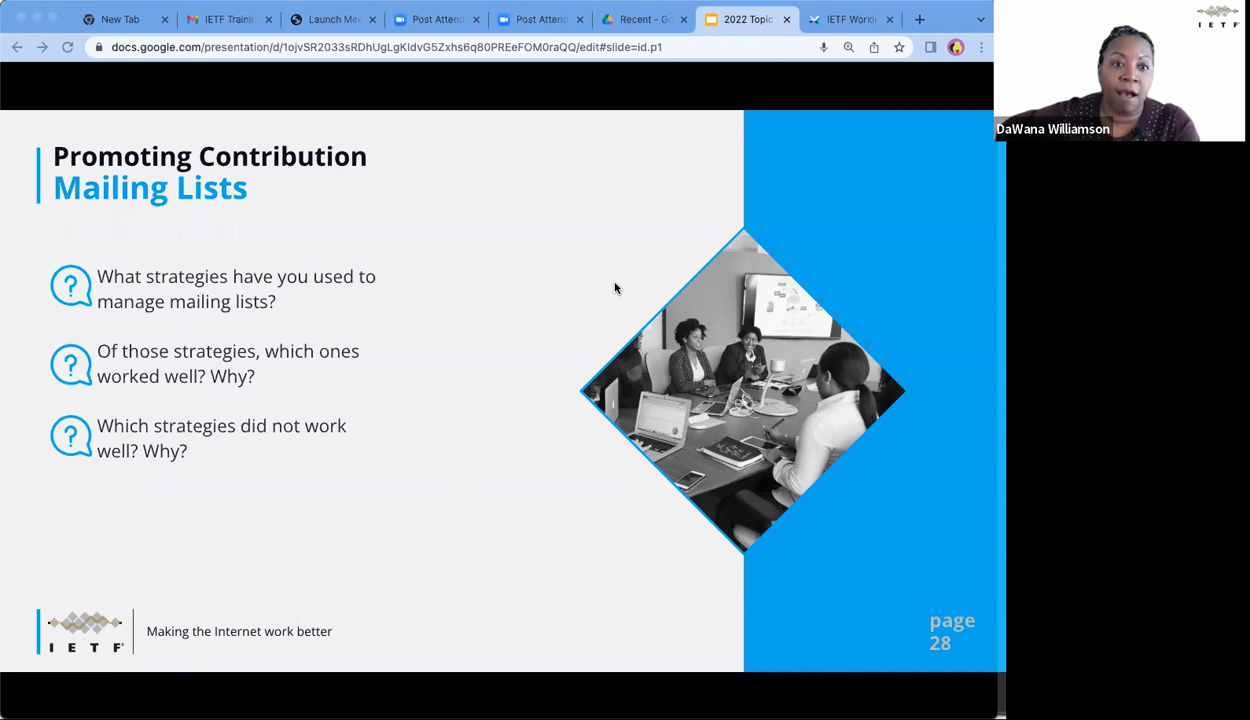 New Tab
IETF Trainin
Launch Me
Post Attend
Post Attend
Recent - Go
2022 Topic
IETF Worki
docs.google.com/presentation/d/1ojvSR2033sRDhUgLgKIdvG5Zxhs6q80PREeFOM0raQQ/edit#slide=id.p1
I E T F
DaWana Williamson
Promoting Contribution
Mailing Lists
What strategies have you used to
manage mailing lists?
Of those strategies, which ones
worked well? Why?
Which strategies did not work
well? Why?
I E T F
Making the Internet work better
page
28